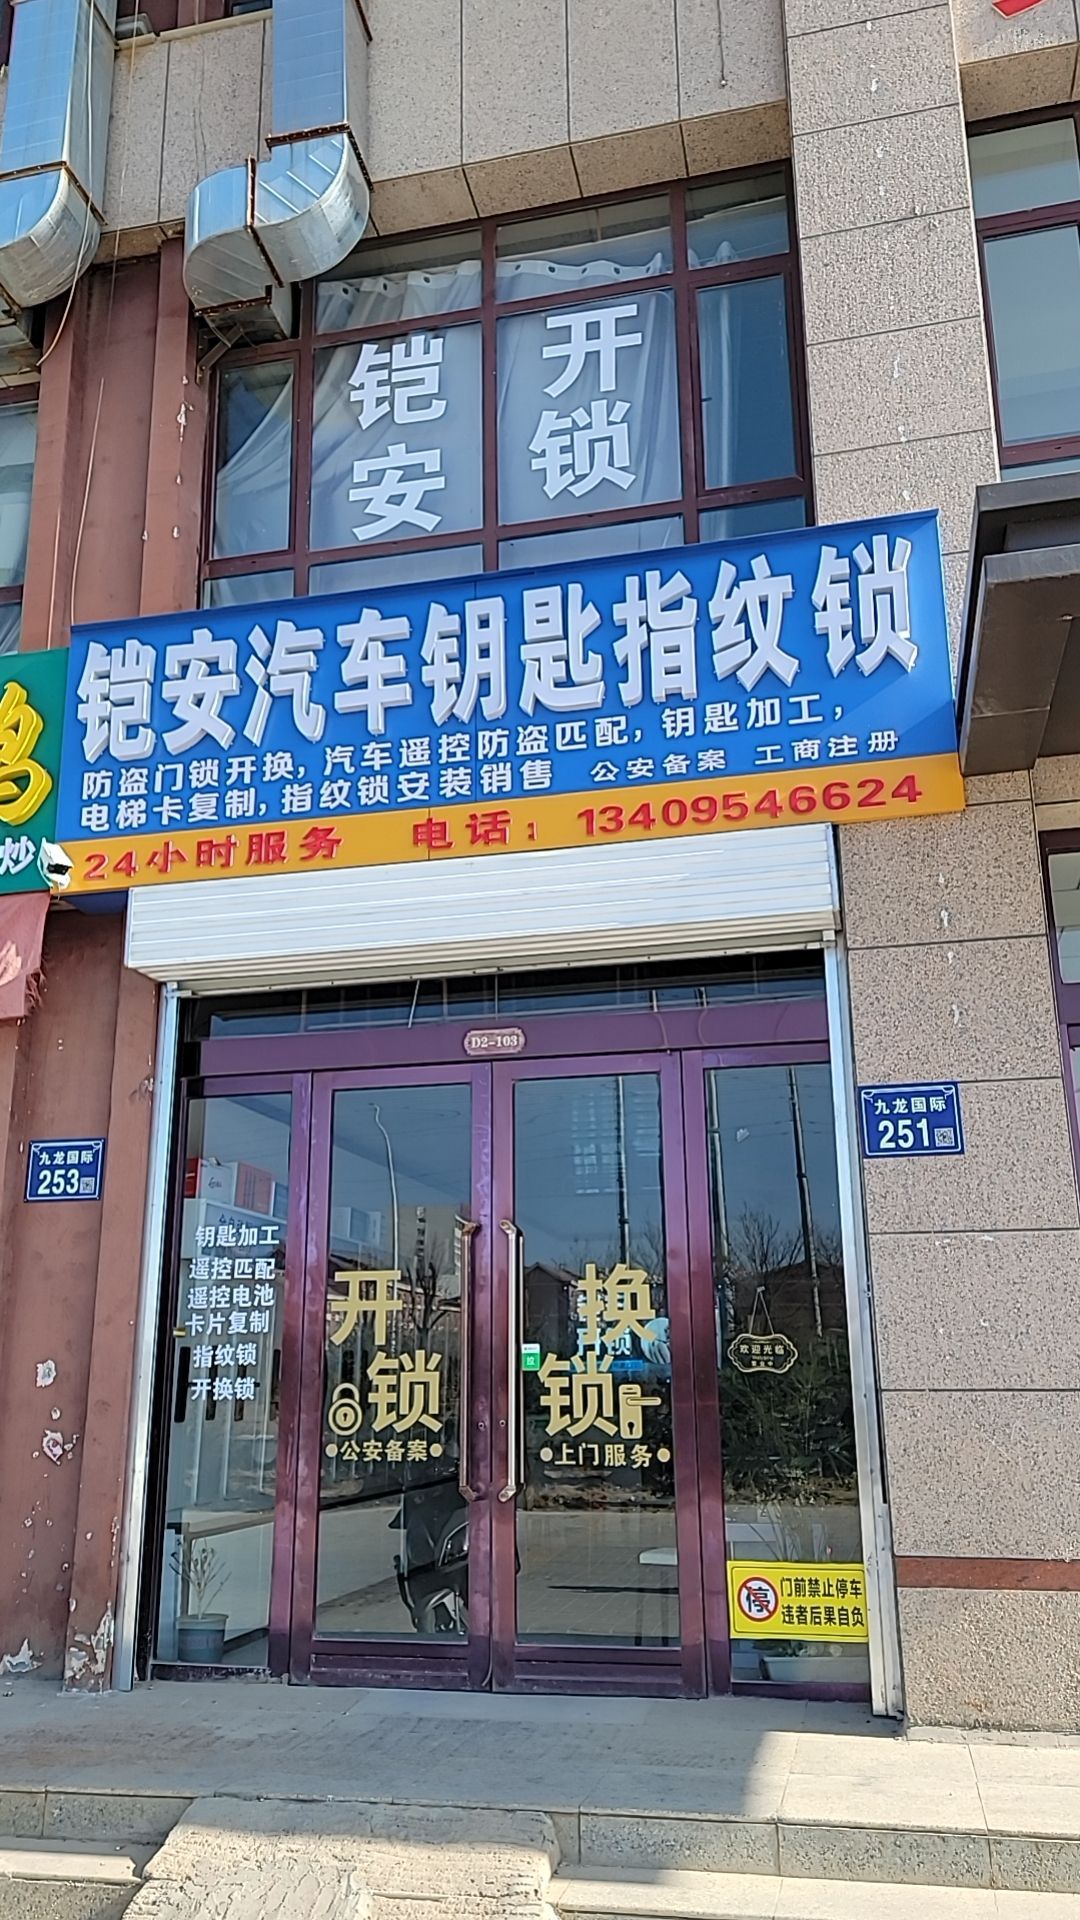 铠安
开锁
铠安汽车钥匙指纹锁
防盗门锁开换，汽车遥控防盗匹配，钥匙加工，
电梯卡复制，指纹锁安装销售 公安备案 工商注册
24小时服务 电话：13409546624
炒
D2-103
九龙国际
251
九龙国际
253
钥匙加工
遥控匹配
遥控电池
卡片复制
指纹锁
开换锁
开锁
公安备案
换锁
上门服务
欢迎光临
营业中
停
门前禁止停车
违者后果自负